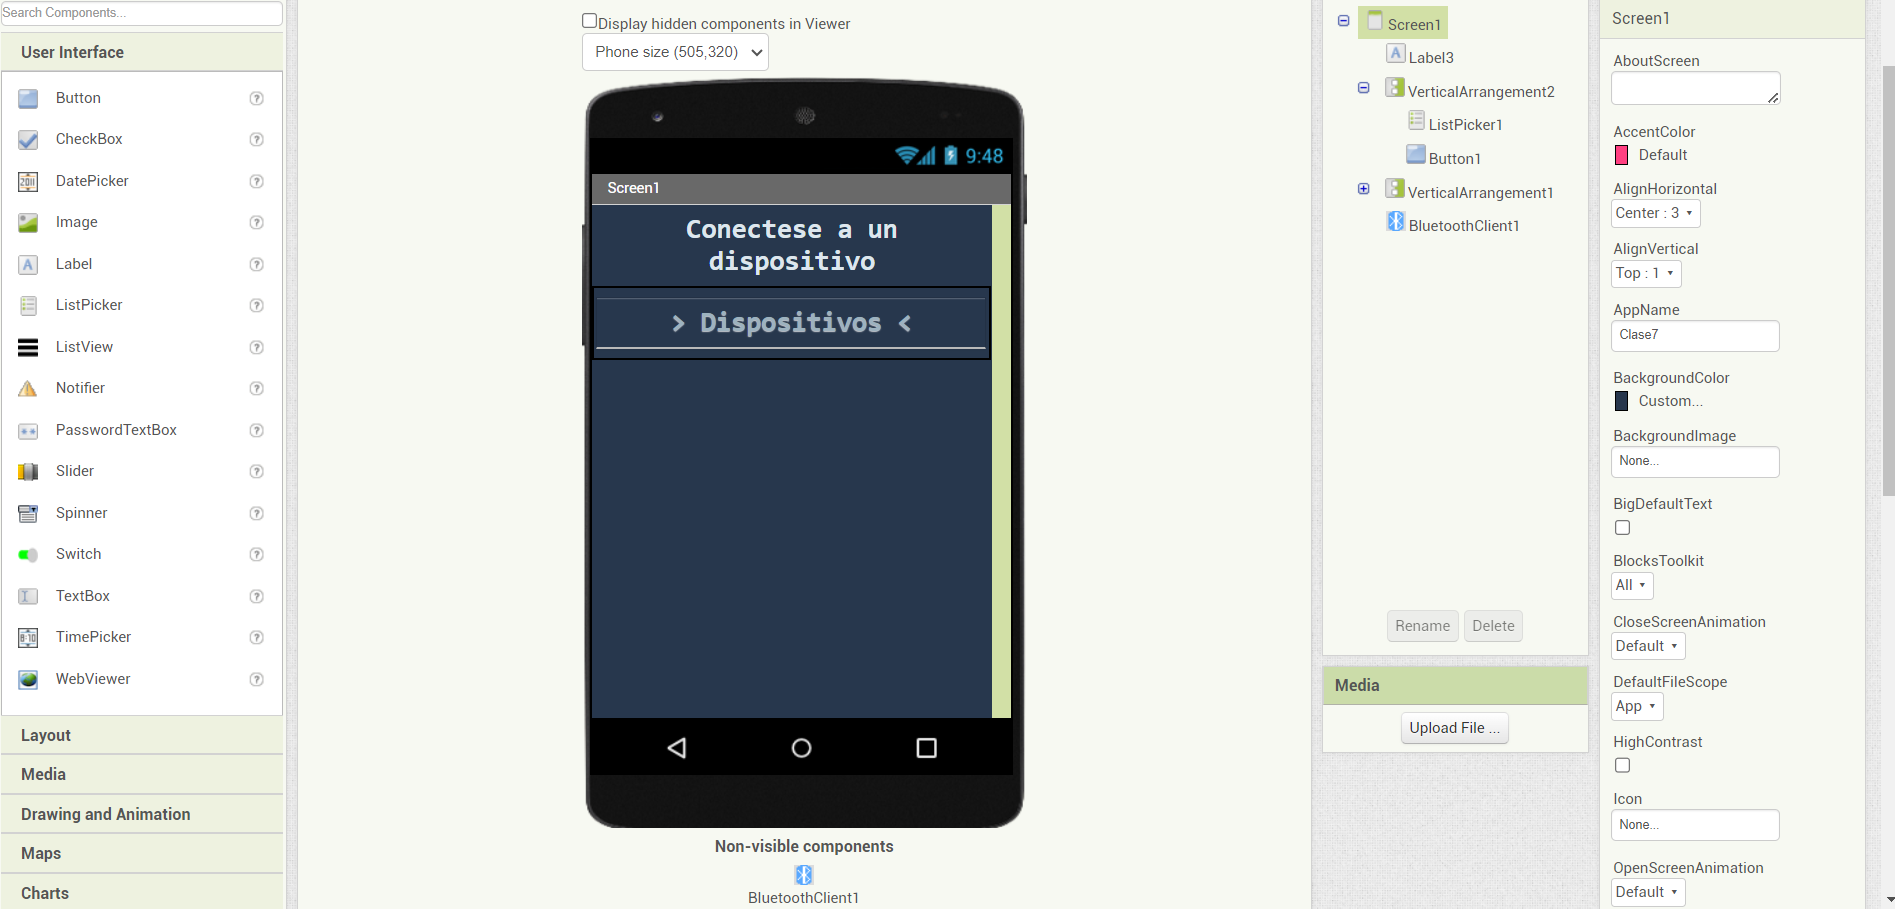 Search Components...
User Interface
Button
CheckBox
DatePicker
Image
Label
ListPicker
ListView
Notifier
PasswordTextBox
Slider
Spinner
Switch
TextBox
TimePicker
WebViewer
Layout
Media
Drawing and Animation
Maps
Charts
Display hidden components in Viewer
Phone size (505,320)
9:48
Screen1
Conectese a un
dispositivo
> Dispositivos <
Non-visible components
BluetoothClient1
Screen1
Label3
VerticalArrangement2
ListPicker1
Button1
VerticalArrangement1
BluetoothClient1
Rename Delete
Media
Upload File ...
Screen1
AboutScreen
AccentColor
Default
AlignHorizontal
Center : 3
AlignVertical
Top : 1
AppName
Clase7
BackgroundColor
Custom...
BackgroundImage
None...
BigDefaultText
BlocksToolkit
All
CloseScreenAnimation
Default
DefaultFileScope
App
HighContrast
Icon
None...
OpenScreenAnimation
Default